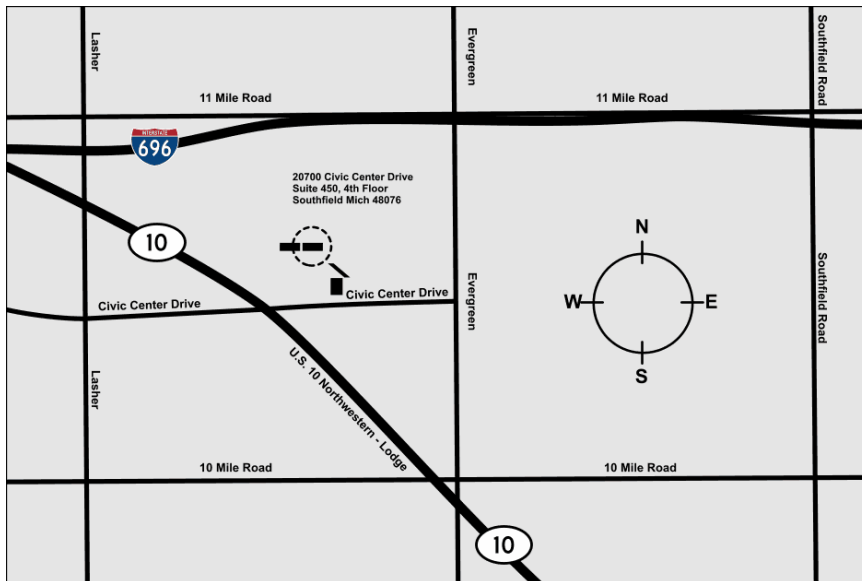 Lasher
Evergreen
Southfield Road
11 Mile Road
11 Mile Road
INTERSTATE
696
20700 Civic Center Drive
Suite 450, 4th Floor
Southfield Mich 48076
10
N
W
E
S
Civic Center Drive
Civic Center Drive
Evergreen
Southfield Road
U.S. 10 Northwestern - Lodge
Lasher
10 Mile Road
10 Mile Road
10